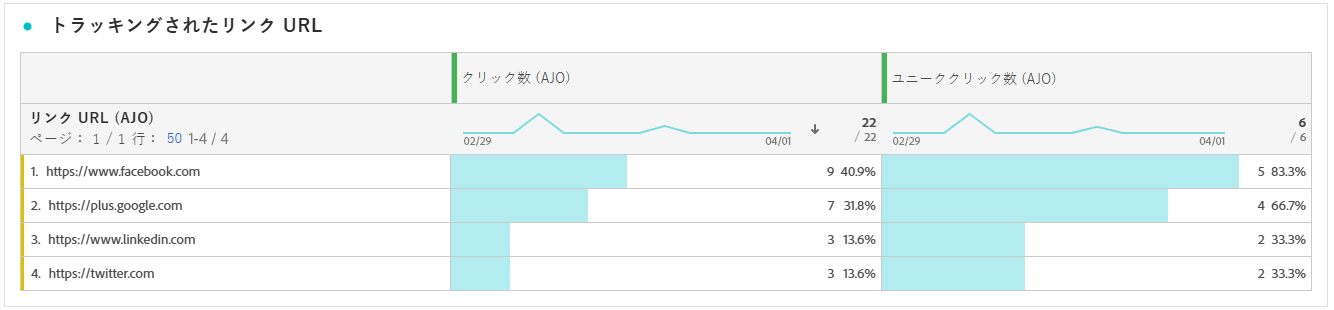 トラッキングされたリンク URL
クリック数 (AJO)
ユニーククリック数 (AJO)
リンク URL (AJO)
ページ: 1 / 1 行: 50 1-4 / 4
02/29
04/01
22
/ 22
02/29
04/01
6
/ 6
1. https://www.facebook.com 9 40.9% 5 83.3%
2. https://plus.google.com 7 31.8% 4 66.7%
3. https://www.linkedin.com 3 13.6% 2 33.3%
4. https://twitter.com 3 13.6% 2 33.3%